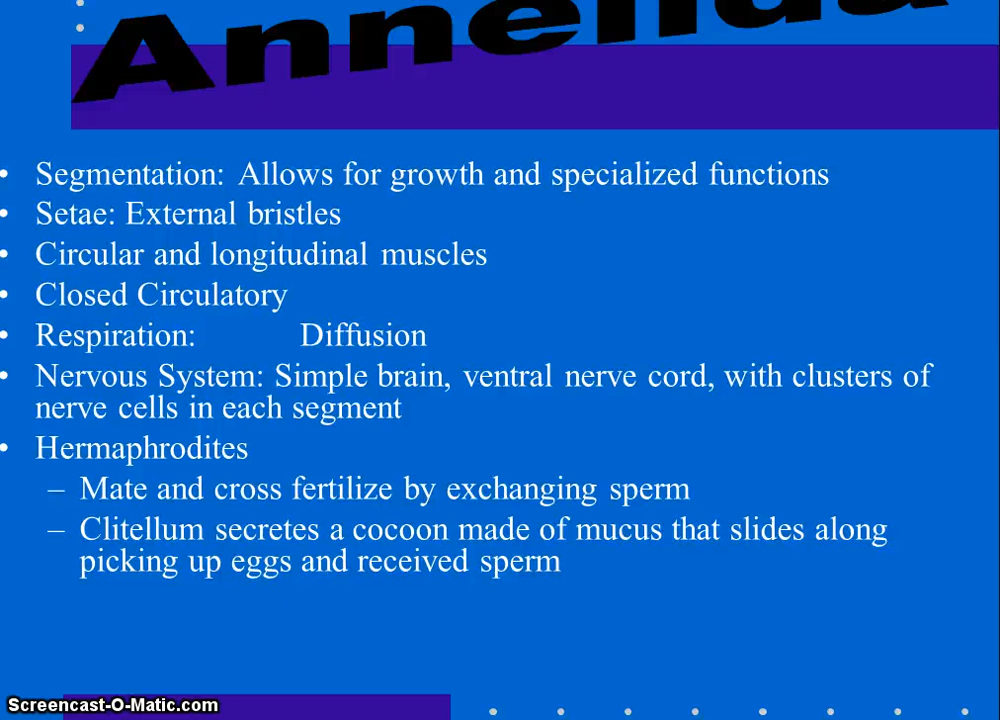 Annelida
• Segmentation: Allows for growth and specialized functions
• Setae: External bristles
• Circular and longitudinal muscles
• Closed Circulatory
• Respiration: Diffusion
• Nervous System: Simple brain, ventral nerve cord, with clusters of
nerve cells in each segment
• Hermaphrodites
– Mate and cross fertilize by exchanging sperm
– Clitellum secretes a cocoon made of mucus that slides along
picking up eggs and received sperm
Screencast-O-Matic.com